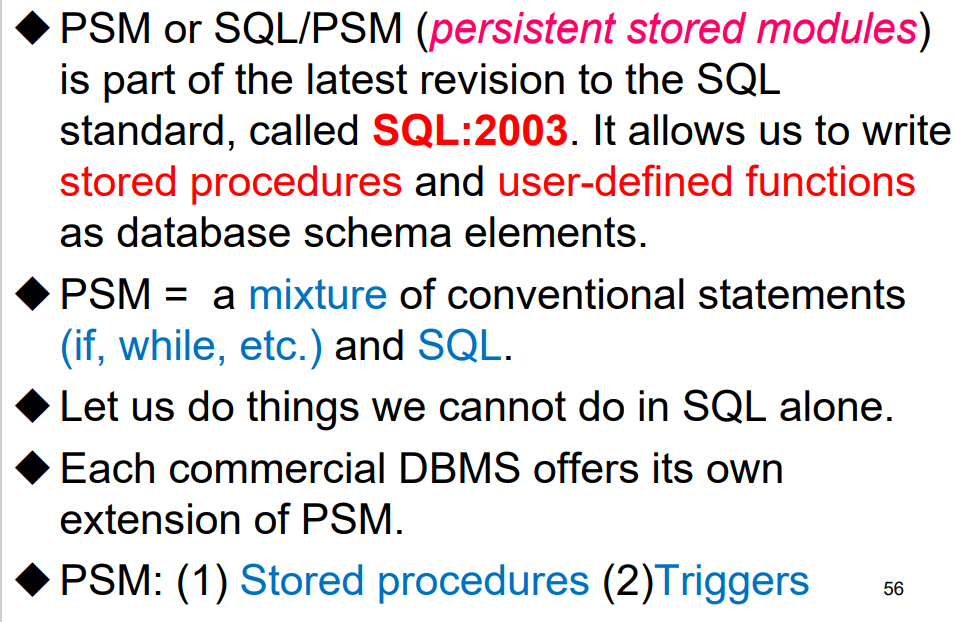 ◆ PSM or SQL/PSM (persistent stored modules)
is part of the latest revision to the SQL
standard, called SQL:2003. It allows us to write
stored procedures and user-defined functions
as database schema elements.
◆ PSM = a mixture of conventional statements
(if, while, etc.) and SQL.
◆ Let us do things we cannot do in SQL alone.
◆ Each commercial DBMS offers its own
extension of PSM.
◆ PSM: (1) Stored procedures (2)Triggers
56